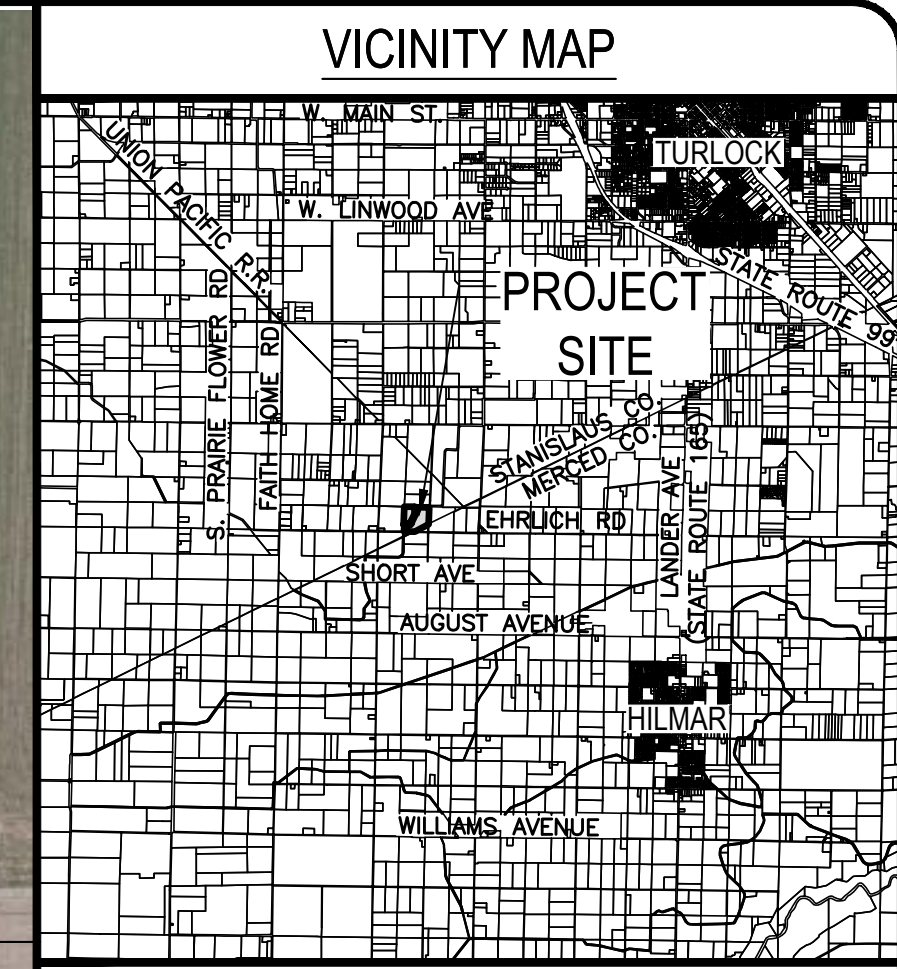 VICINITY MAP
W. MAIN ST.
TURLOCK
UNION PACIFIC R.R.
W. LINWOOD AVE
STATE ROUTE 99
PROJECT
SITE
S. PRAIRIE FLOWER RD
FAITH HOME RD
STANISLAUS CO.
MERCED CO.
LANDER AVE
(STATE ROUTE 165)
EHRLICH RD
SHORT AVE
AUGUST AVENUE
HILMAR
WILLIAMS AVENUE